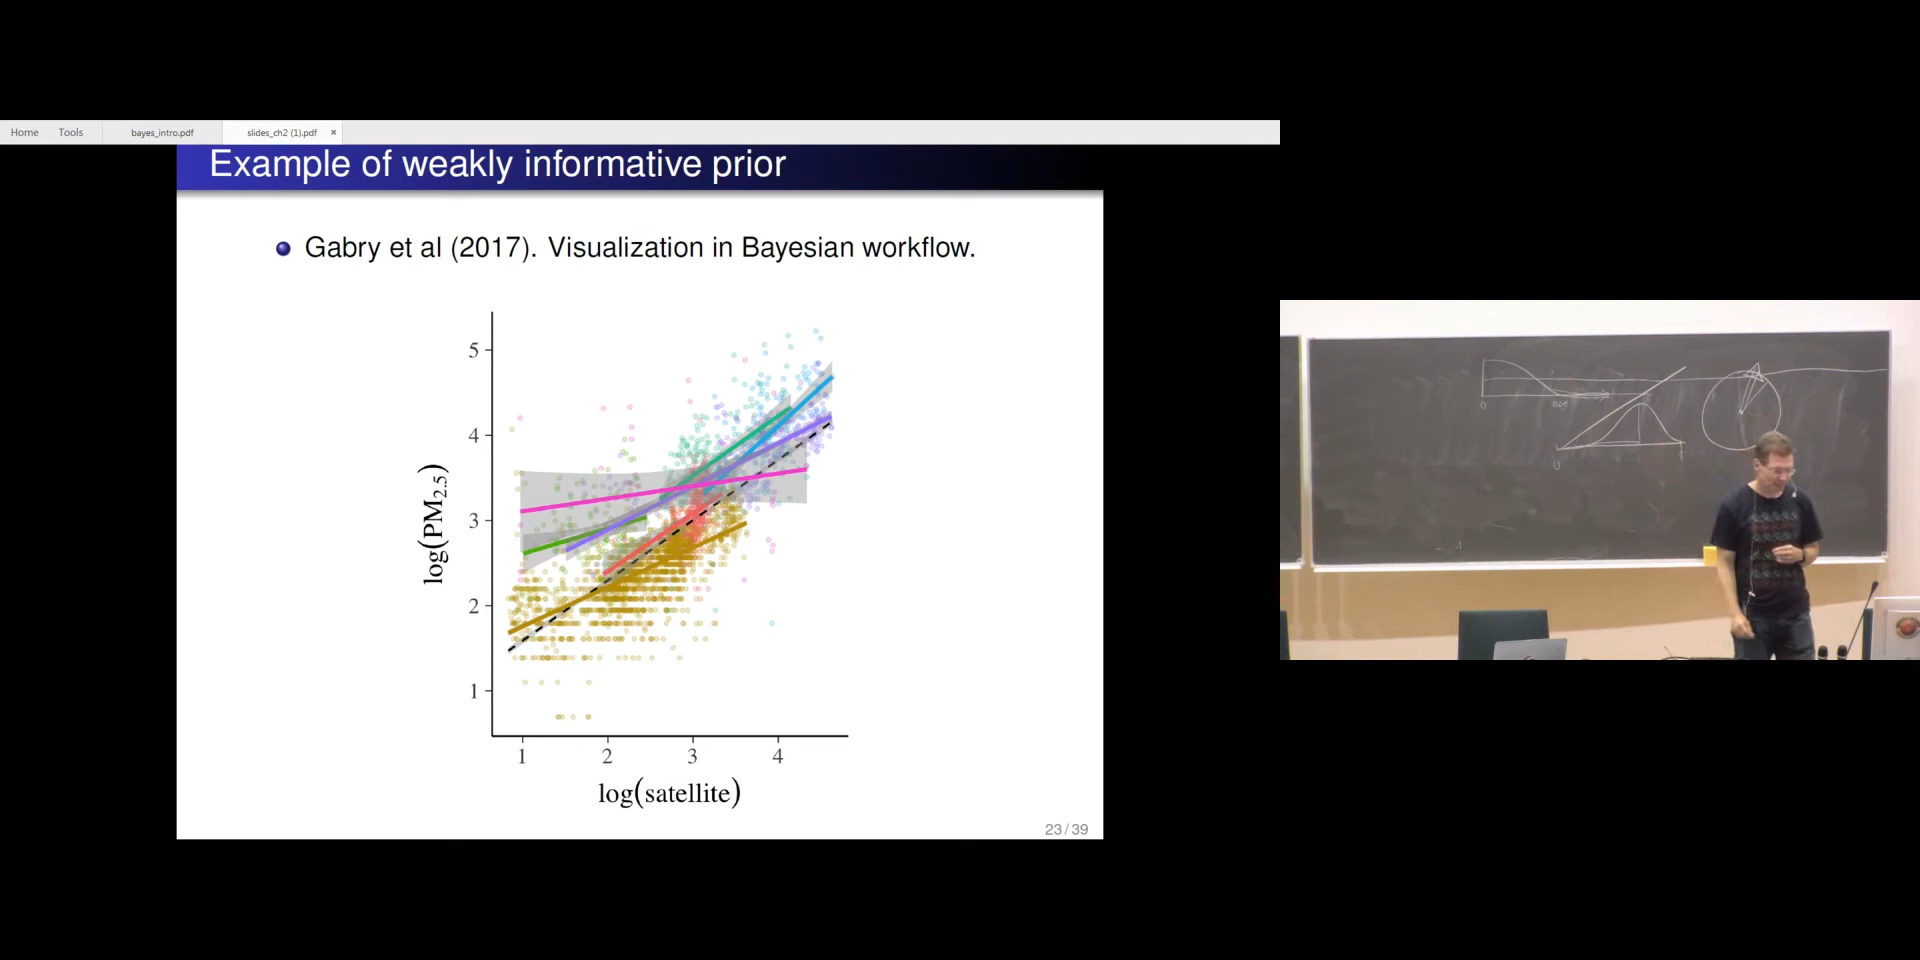 Home Tools bayes_intro.pdf slides_ch2 (1).pdf ×
Example of weakly informative prior
Gabry et al (2017). Visualization in Bayesian workflow.
5
4
3
2
1
log(PM2.5)
1 2 3 4
log(satellite)
23/39
0